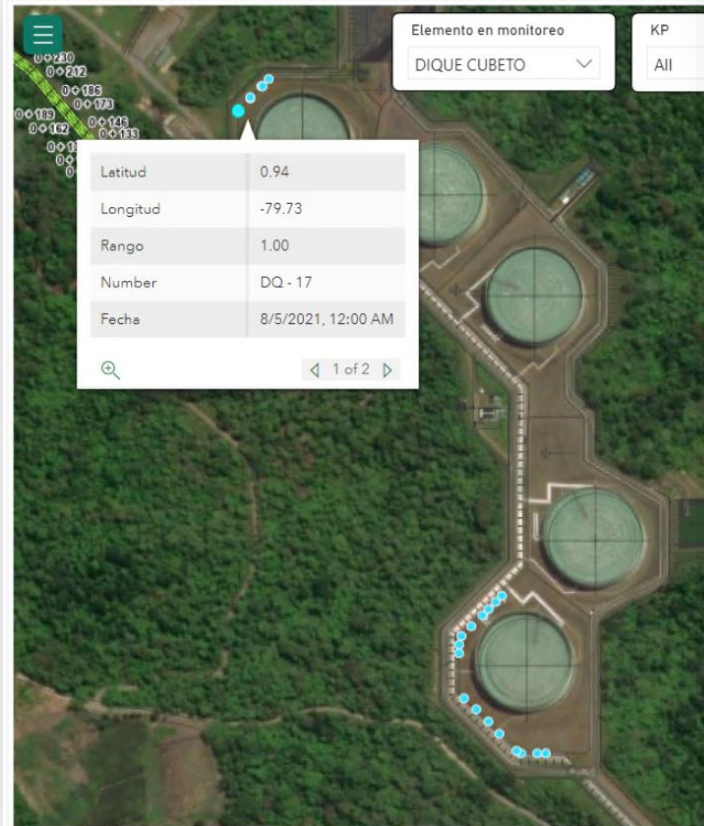 Elemento en monitoreo
DIQUE CUBETO
KP
All
0+230
0+212
0+186
0+173
0+189
0+146
0+162
0+133
Latitud 0.94
Longitud -79.73
Rango 1.00
Number DQ - 17
Fecha 8/5/2021, 12:00 AM
1 of 2